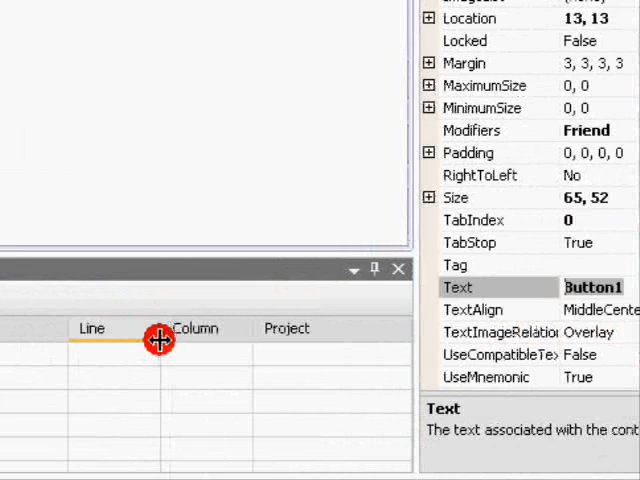 Location 13, 13
Locked False
Margin 3, 3, 3, 3
MaximumSize 0, 0
MinimumSize 0, 0
Modifiers Friend
Padding 0, 0, 0, 0
RightToLeft No
Size 65, 52
TabIndex 0
TabStop True
Tag
Text Button1
TextAlign MiddleCente
TextImageRelatio Overlay
UseCompatibleTex False
UseMnemonic True
Text
The text associated with the cont
Line Column Project